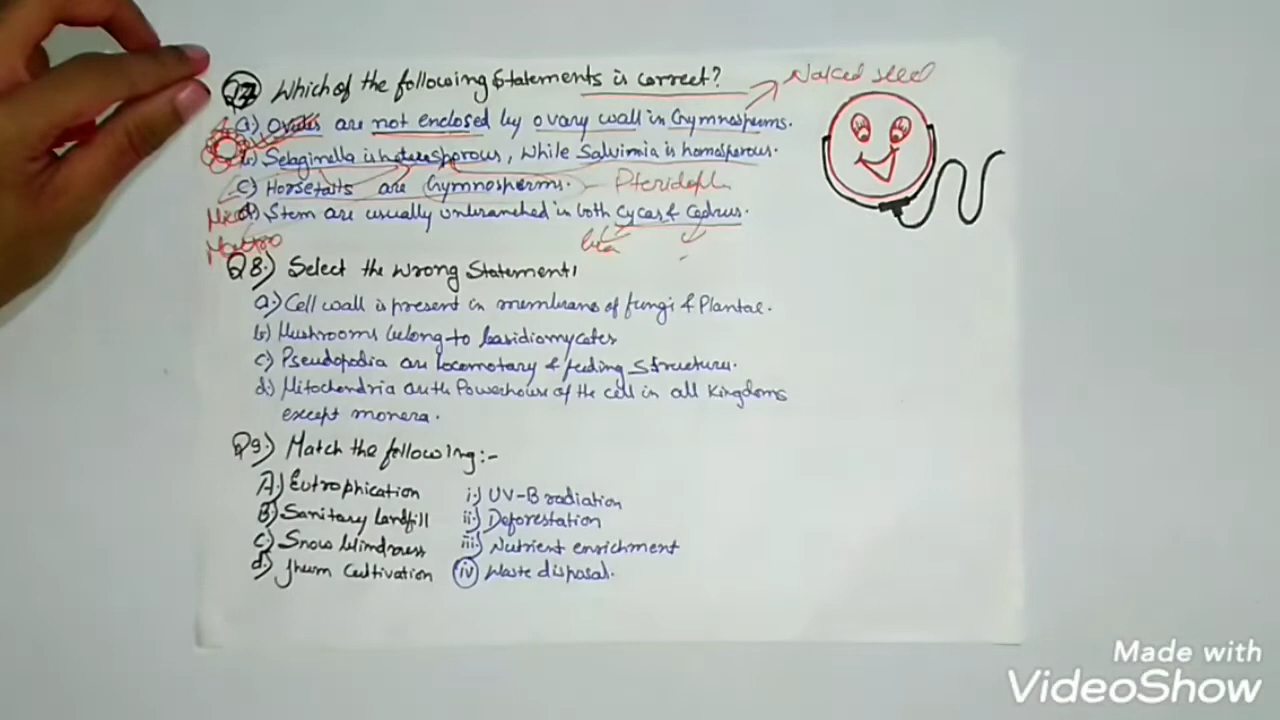 Q7 Which of the following Statements is correct? Naked seed
a) Ovules are not enclosed by ovary wall in Gymnosperms.
b) Selaginella is heterosporous, while Salvinia is homosporous.
c) Horsetails are Gymnosperms. Pteridoph
Micro d) Stem are usually unbranched in both Cycas & Cedrus.
Q8.) Select the Wrong Statement:
a.) Cell wall is present in membrane of fungi & Plantae.
b) Mushrooms belong to basidiomycetes
c) Pseudopodia are locomotary & feeding structures.
d.) Mitochondria are the Powerhouse of the cell in all Kingdoms
except monera.
Q9.) Match the following:-
A.) Eutrophication i.) UV-B radiation
B) Sanitary landfill ii.) Deforestation
C) Snow blindness iii.) Nutrient enrichment
d.) Jhum Cultivation iv Waste disposal.
Made with
VideoShow